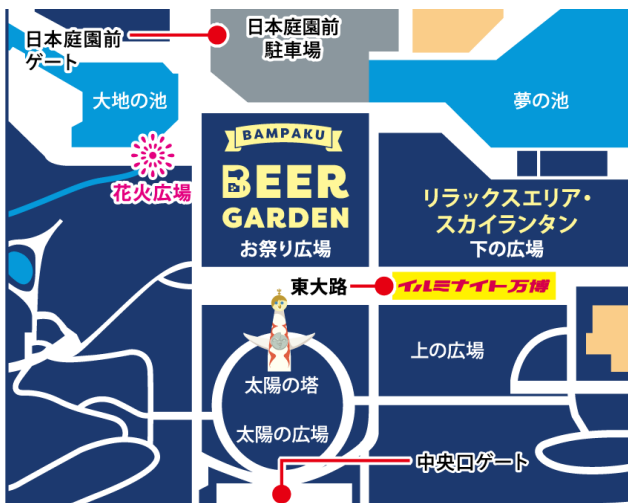 日本庭園前
ゲート
日本庭園前
駐車場
大地の池
夢の池
花火広場
BAMPAKU
BEER
GARDEN
お祭り広場
リラックスエリア・
スカイランタン
下の広場
東大路
イルミナイト万博
上の広場
太陽の塔
太陽の広場
中央口ゲート